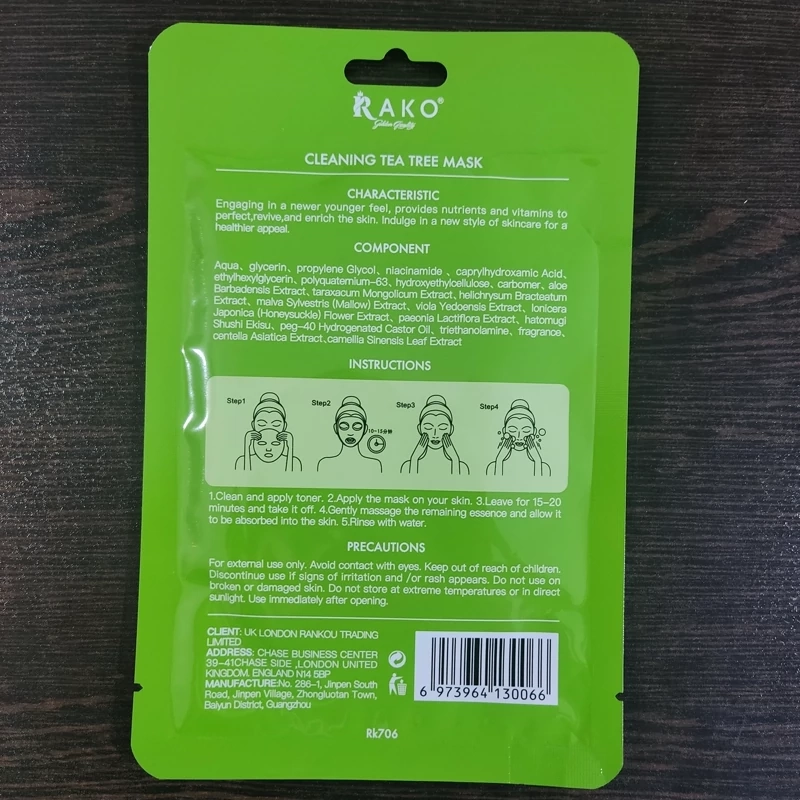 RAKO®
Golden Beauty
CLEANING TEA TREE MASK
CHARACTERISTIC
Engaging in a newer younger feel, provides nutrients and vitamins to
perfect,revive,and enrich the skin. Indulge in a new style of skincare for a
healthier appeal.
COMPONENT
Aqua、glycerin、propylene Glycol、niacinamide 、caprylhydroxamic Acid、
ethylhexylglycerin、polyquaternium-63、hydroxyethylcellulose、carbomer、aloe
Barbadensis Extract、taraxacum Mongolicum Extract、helichrysum Bracteatum
Extract、malva Sylvestris (Mallow) Extract、viola Yedoensis Extract、lonicera
Japonica (Honeysuckle) Flower Extract、paeonia Lactiflora Extract、hatomugi
Shushi Ekisu、peg-40 Hydrogenated Castor Oil、triethanolamine、fragrance、
centella Asiatica Extract、camellia Sinensis Leaf Extract
INSTRUCTIONS
Step1 Step2 Step3 Step4
10-15分钟
1.Clean and apply toner. 2.Apply the mask on your skin. 3.Leave for 15-20
minutes and take it off. 4.Gently massage the remaining essence and allow it
to be absorbed into the skin. 5.Rinse with water.
PRECAUTIONS
For external use only. Avoid contact with eyes. Keep out of reach of children.
Discontinue use if signs of irritation and /or rash appears. Do not use on
broken or damaged skin. Do not store at extreme temperatures or in direct
sunlight. Use immediately after opening.
CLIENT: UK LONDON RANKOU TRADING
LIMITED
ADDRESS: CHASE BUSINESS CENTER
39-41CHASE SIDE ,LONDON UNITED
KINGDOM. ENGLAND N14 5BP
MANUFACTURE:No. 286-1, Jinpen South
Road, Jinpen Village, Zhongluotan Town,
Baiyun District, Guangzhou
6 973964 130066
Rk706